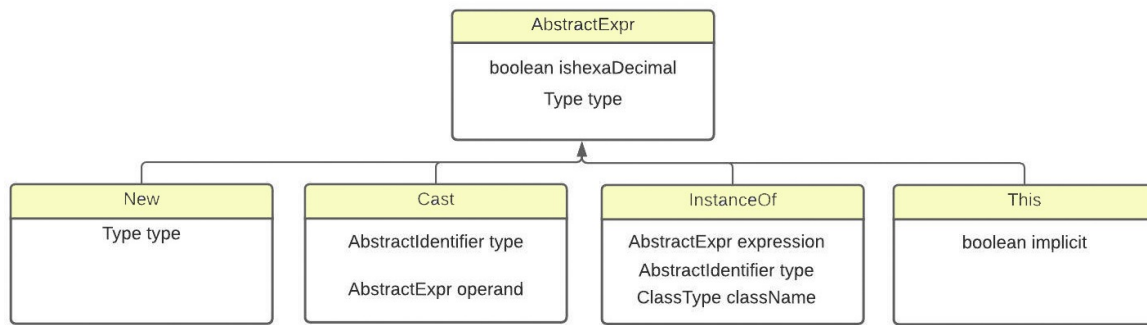 AbstractExpr
boolean ishexaDecimal
Type type
New
Type type
Cast
AbstractIdentifier type
AbstractExpr operand
InstanceOf
AbstractExpr expression
AbstractIdentifier type
ClassType className
This
boolean implicit